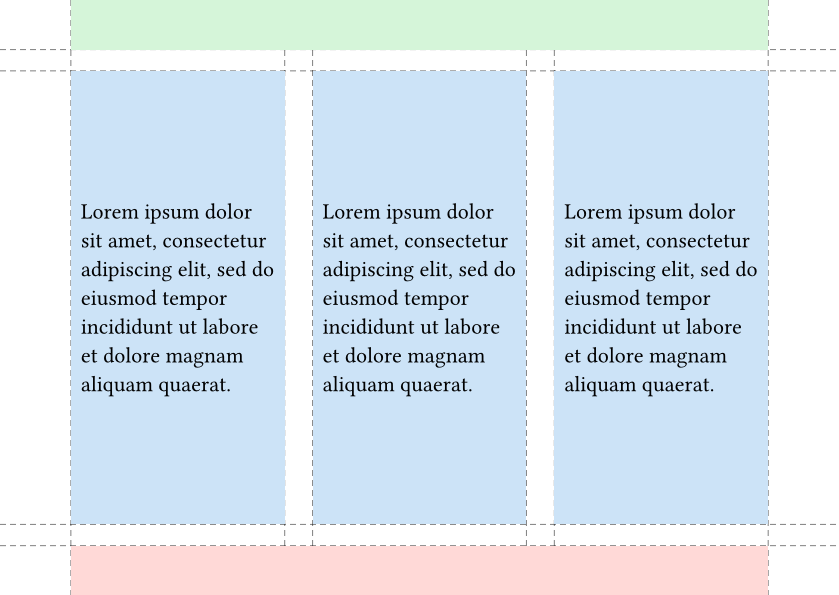 Lorem ipsum dolor
sit amet, consectetur
adipiscing elit, sed do
eiusmod tempor
incididunt ut labore
et dolore magnam
aliquam quaerat.
Lorem ipsum dolor
sit amet, consectetur
adipiscing elit, sed do
eiusmod tempor
incididunt ut labore
et dolore magnam
aliquam quaerat.
Lorem ipsum dolor
sit amet, consectetur
adipiscing elit, sed do
eiusmod tempor
incididunt ut labore
et dolore magnam
aliquam quaerat.